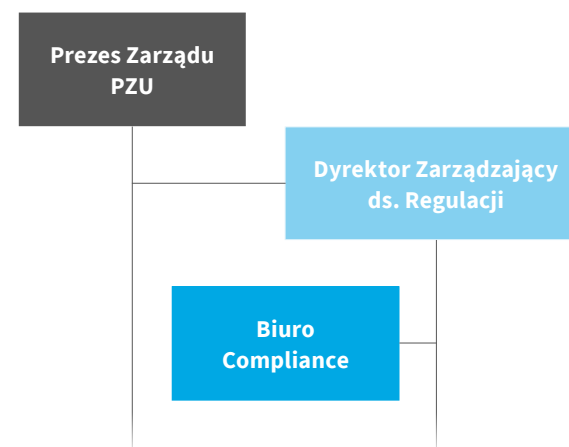 Prezes Zarządu
PZU
Dyrektor Zarządzający
ds. Regulacji
Biuro
Compliance